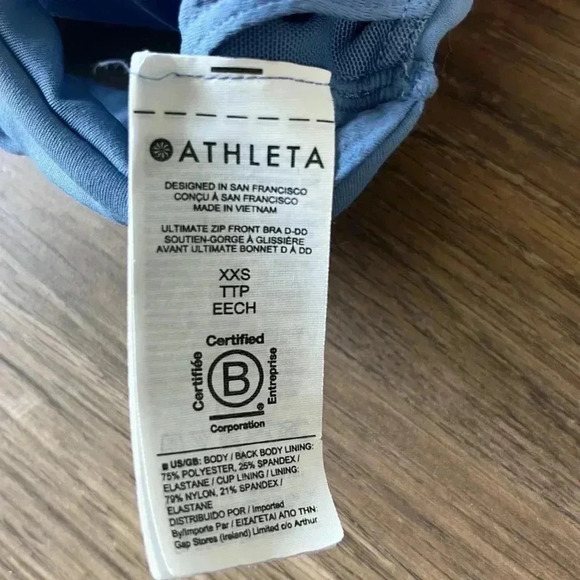 ATHLETA
DESIGNED IN SAN FRANCISCO
CONÇU À SAN FRANCISCO
MADE IN VIETNAM
ULTIMATE ZIP FRONT BRA D-DD
SOUTIEN-GORGE À GLISSIÈRE
AVANT ULTIMATE BONNET D À DD
XXS
TTP
EECH
Certified
Certifiée
B
Entreprise
Corporation
US/GB: BODY / BACK BODY LINING:
75% POLYESTER, 25% SPANDEX /
ELASTANE / CUP LINING / LINING:
79% NYLON, 21% SPANDEX /
ELASTANE
DISTRIBUIDO POR / Imported
By/Importe Par / ΕΙΣΑΓΕΤΑΙ ΑΠΟ ΤΗΝ:
Gap Stores (Ireland) Limited c/o Arthur